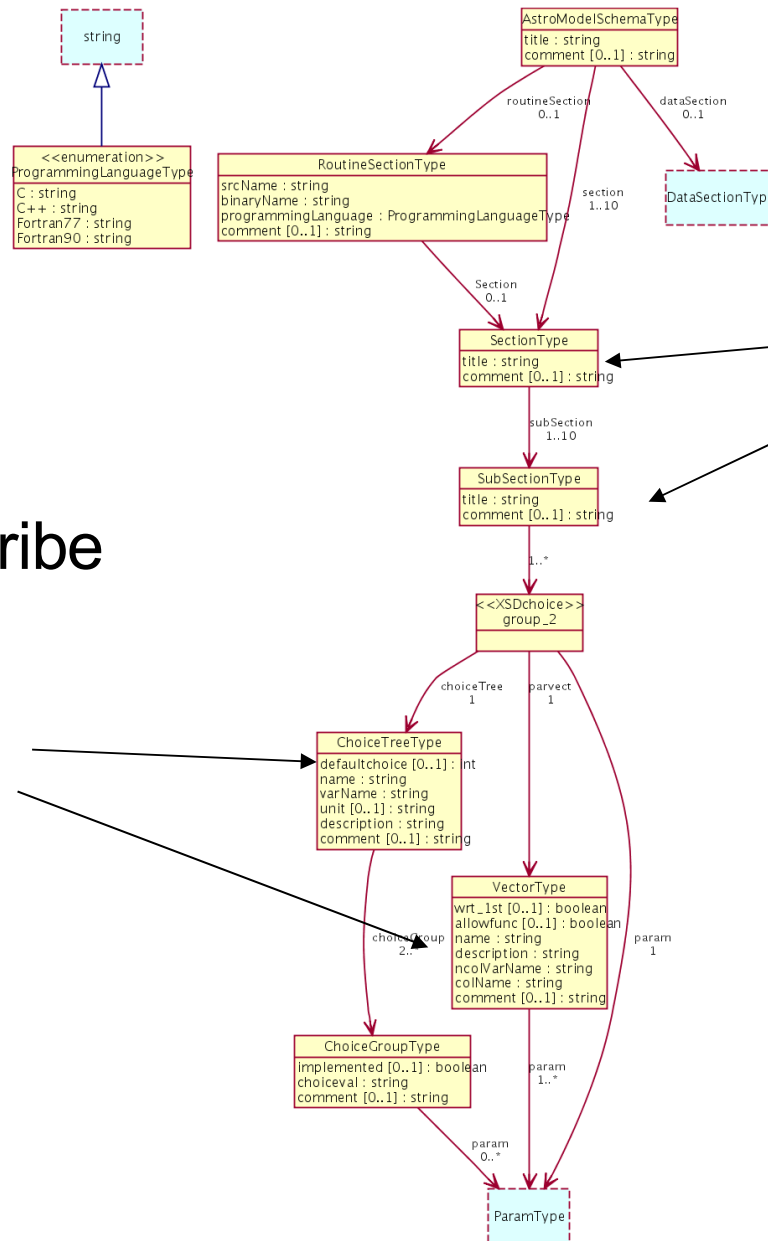 string
AstroModelSchemaType
title : string
comment [0..1] : string
<<enumeration>>
ProgrammingLanguageType
C : string
C++ : string
Fortran77 : string
Fortran90 : string
routineSection
0..1
dataSection
0..1
RoutineSectionType
srcName : string
binaryName : string
programmingLanguage : ProgrammingLanguageType
comment [0..1] : string
section
1..10
DataSectionTyp
Section
0..1
SectionType
title : string
comment [0..1] : string
subSection
1..10
SubSectionType
title : string
comment [0..1] : string
ribe
1..*
<<XSDchoice>>
group_2
choiceTree
1
parvect
1
ChoiceTreeType
defaultchoice [0..1] : int
name : string
varName : string
unit [0..1] : string
description : string
comment [0..1] : string
VectorType
wrt_1st [0..1] : boolean
allowfunc [0..1] : boolean
name : string
description : string
ncolVarName : string
colName : string
comment [0..1] : string
choiceGroup
2..*
param
1
ChoiceGroupType
implemented [0..1] : boolean
choiceval : string
comment [0..1] : string
param
1..*
param
0..*
ParamType